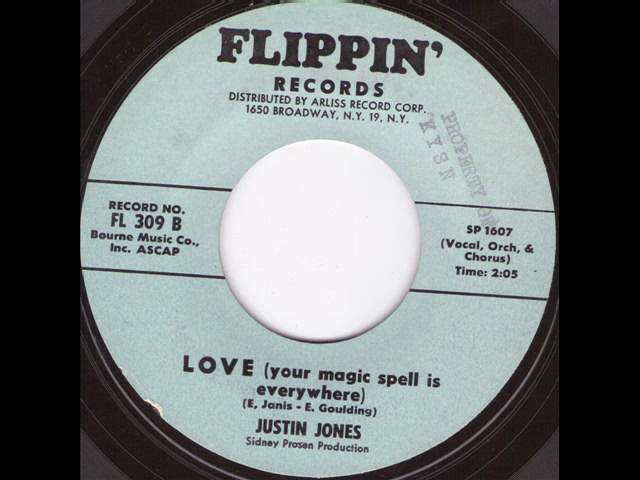 FLIPPIN'
RECORDS
DISTRIBUTED BY ARLISS RECORD CORP.
1650 BROADWAY, N.Y. 19, N.Y.
PROPERTY
RECORD NO.
FL 309 B
Bourne Music Co.,
Inc. ASCAP
SP 1607
(Vocal, Orch, &
Chorus)
Time: 2:05
LOVE (your magic spell is
everywhere)
(E, Janis - E. Goulding)
JUSTIN JONES
Sidney Prosen Production